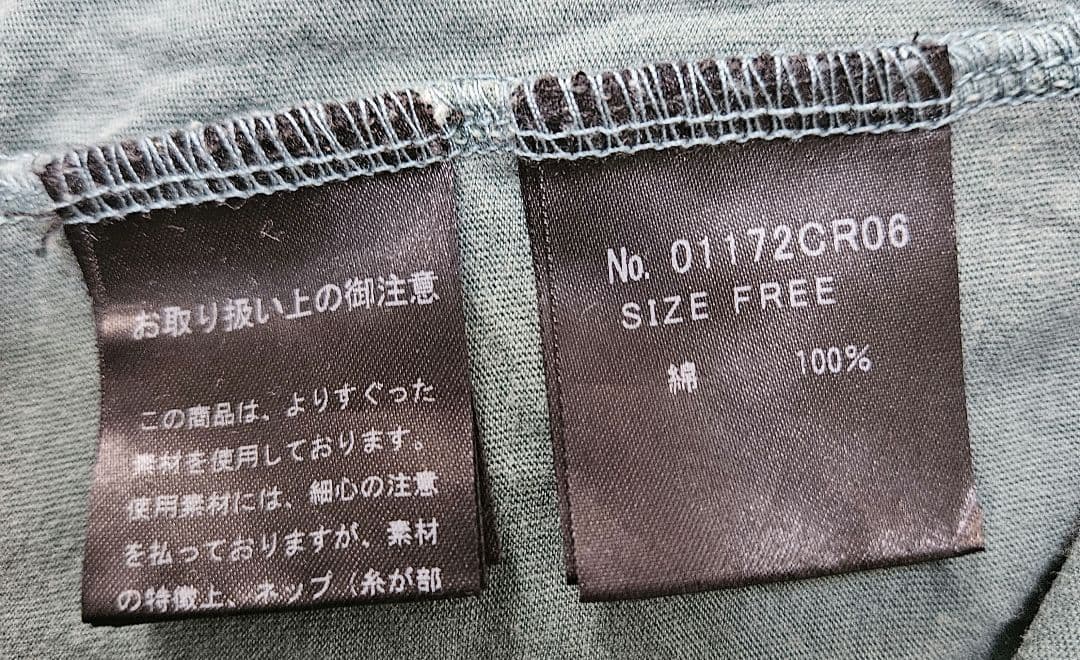 お取り扱い上の御注意
この商品は、よりすぐった
素材を使用しております。
使用素材には、細心の注意
を払っておりますが、素材
の特徴上、ネップ（糸が部
No. 01172CR06
SIZE FREE
綿 100%